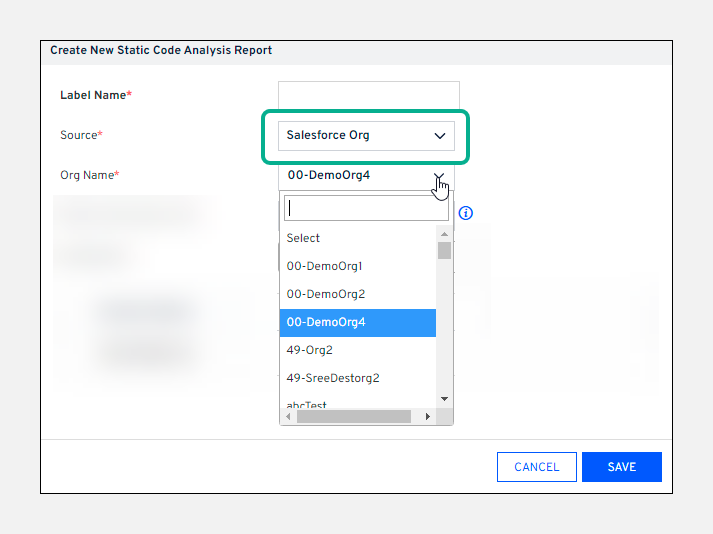 Create New Static Code Analysis Report
Label Name*
Source*
Salesforce Org
Org Name*
00-DemoOrg4
Select
00-DemoOrg1
00-DemoOrg2
00-DemoOrg4
49-Org2
49-SreeDestorg2
abcTest
CANCEL
SAVE